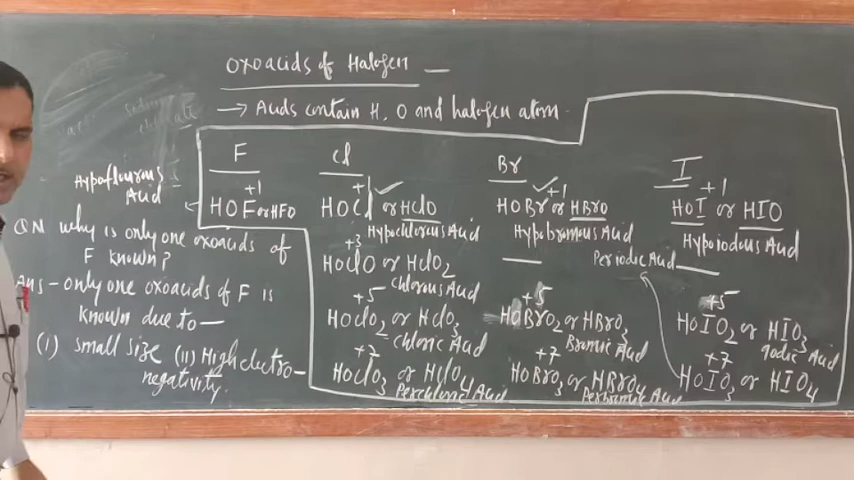 Oxoacids of Halogen —
→ Acids contain H, O and halogen atom.
F
Hypoflourous
Acid
+1
HOF or HFO
QN why is only one oxoacids of
F known?
Ans - only one oxoacids of F is
known due to —
(i) small size (ii) High electro-
negativity.
Cl
+1
HOCl or HClO
Hypochlorous Acid
+3
HOClO or HClO2
Chlorous Acid
+5
HOClO2 or HClO3
Chloric Acid
+7
HOClO3 or HClO4
Perchloric Acid
Br
+1
HOBr or HBrO
Hypobromous Acid
—
+5
HOBrO2 or HBrO3
Bromic Acid
+7
HOBrO3 or HBrO4
Perbromic Acid
I
+1
HOI or HIO
Hypoiodous Acid
Periodic Acid —
+5
HOIO2 or HIO3
Iodic Acid
+7
HOIO3 or HIO4